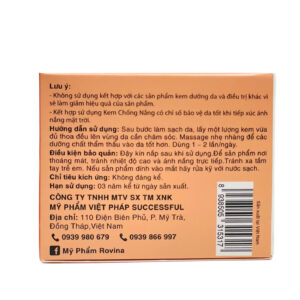 Lưu ý:
- Không sử dụng kết hợp với các sản phẩm kem dưỡng da và điều trị khác vì
sẽ làm giảm hiệu quả của sản phẩm.
- Kết hợp sử dụng Kem Chống Nắng có chỉ số bảo vệ da tốt khi tiếp xúc ánh
nắng mặt trời.
Hướng dẫn sử dụng: Sau bước làm sạch da, lấy một lượng kem vừa
đủ thoa đều lên vùng da cần chăm sóc. Massage nhẹ nhàng để các
dưỡng chất thẩm thấu vào da tốt hơn. Dùng 1 - 2 lần/ngày.
Điều kiện bảo quản: Đậy kín nắp sau khi sử dụng. Để sản phẩm nơi
thoáng mát, tránh nhiệt độ cao và ánh nắng trực tiếp. Tránh xa tầm
tay trẻ em. Nếu sản phẩm dính vào mắt hãy rửa kỹ với nước sạch.
Chỉ tiêu kích ứng: Không đáng kể.
Hạn sử dụng: 03 năm kể từ ngày sản xuất.
CÔNG TY TNHH MTV SX TM XNK
MỸ PHẨM VIỆT PHÁP SUCCESSFUL
Địa chỉ: 110 Điện Biên Phủ, P. Mỹ Trà,
Đồng Tháp, Việt Nam
0939 980 679 0939 866 997
f Mỹ Phẩm Rovina
8 938505 315317
Sản xuất tại Việt Nam